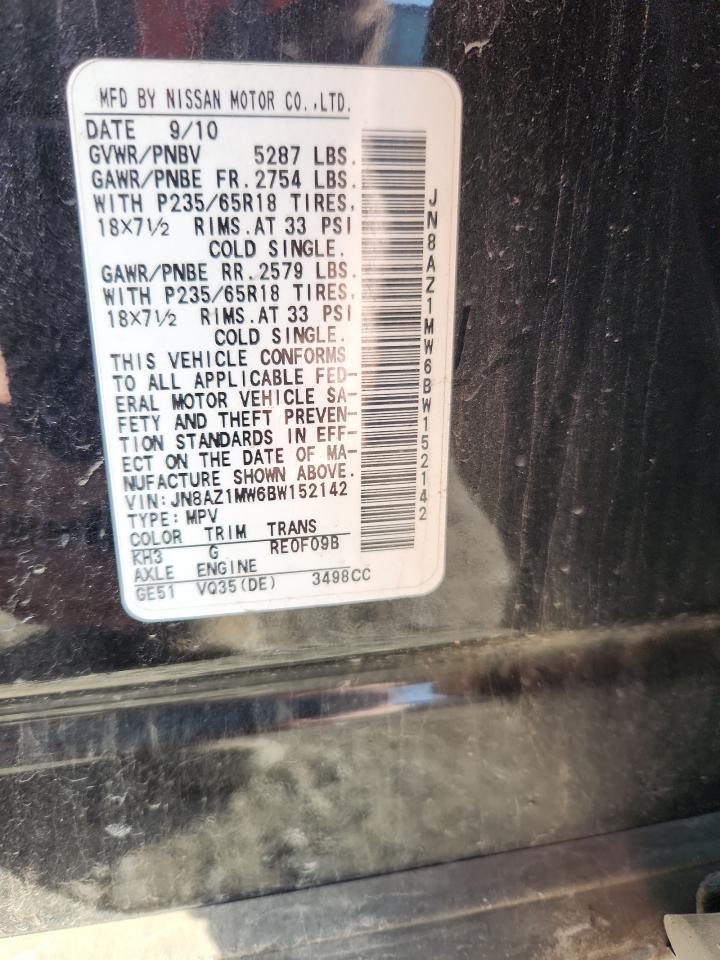 MFD BY NISSAN MOTOR CO.,LTD.
DATE 9/10
GVWR/PNBV 5287 LBS.
GAWR/PNBE FR.2754 LBS.
WITH P235/65R18 TIRES,
18×7½ RIMS.AT 33 PSI
COLD SINGLE.
GAWR/PNBE RR.2579 LBS.
WITH P235/65R18 TIRES,
18×7½ RIMS.AT 33 PSI
COLD SINGLE.
THIS VEHICLE CONFORMS
TO ALL APPLICABLE FED-
ERAL MOTOR VEHICLE SA-
FETY AND THEFT PREVEN-
TION STANDARDS IN EFF-
ECT ON THE DATE OF MA-
NUFACTURE SHOWN ABOVE.
VIN:JN8AZ1MW6BW152142
TYPE:MPV
COLOR TRIM TRANS
KH3 G RE0F09B
AXLE ENGINE
GE51 VQ35(DE) 3498CC
JN8AZ1MW6BW152142